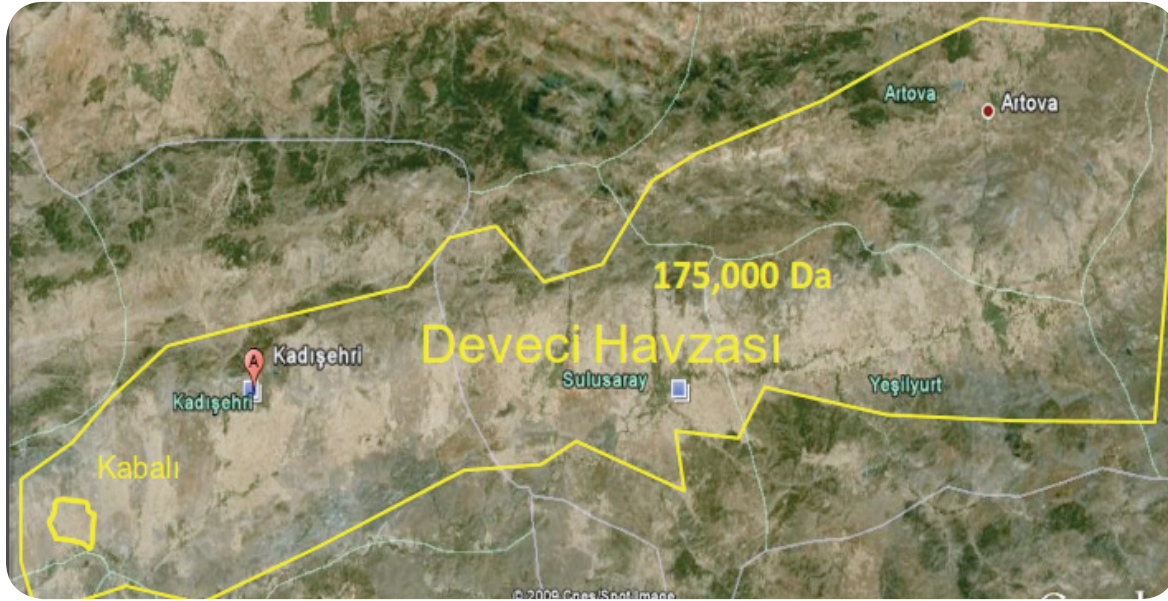 Artova
Artova
175,000 Da
Deveci Havzası
A
Kadışehri
Sulusaray
Yeşilyurt
Kadışehri
Kabalı
© 2009 Cnes/Spot Image